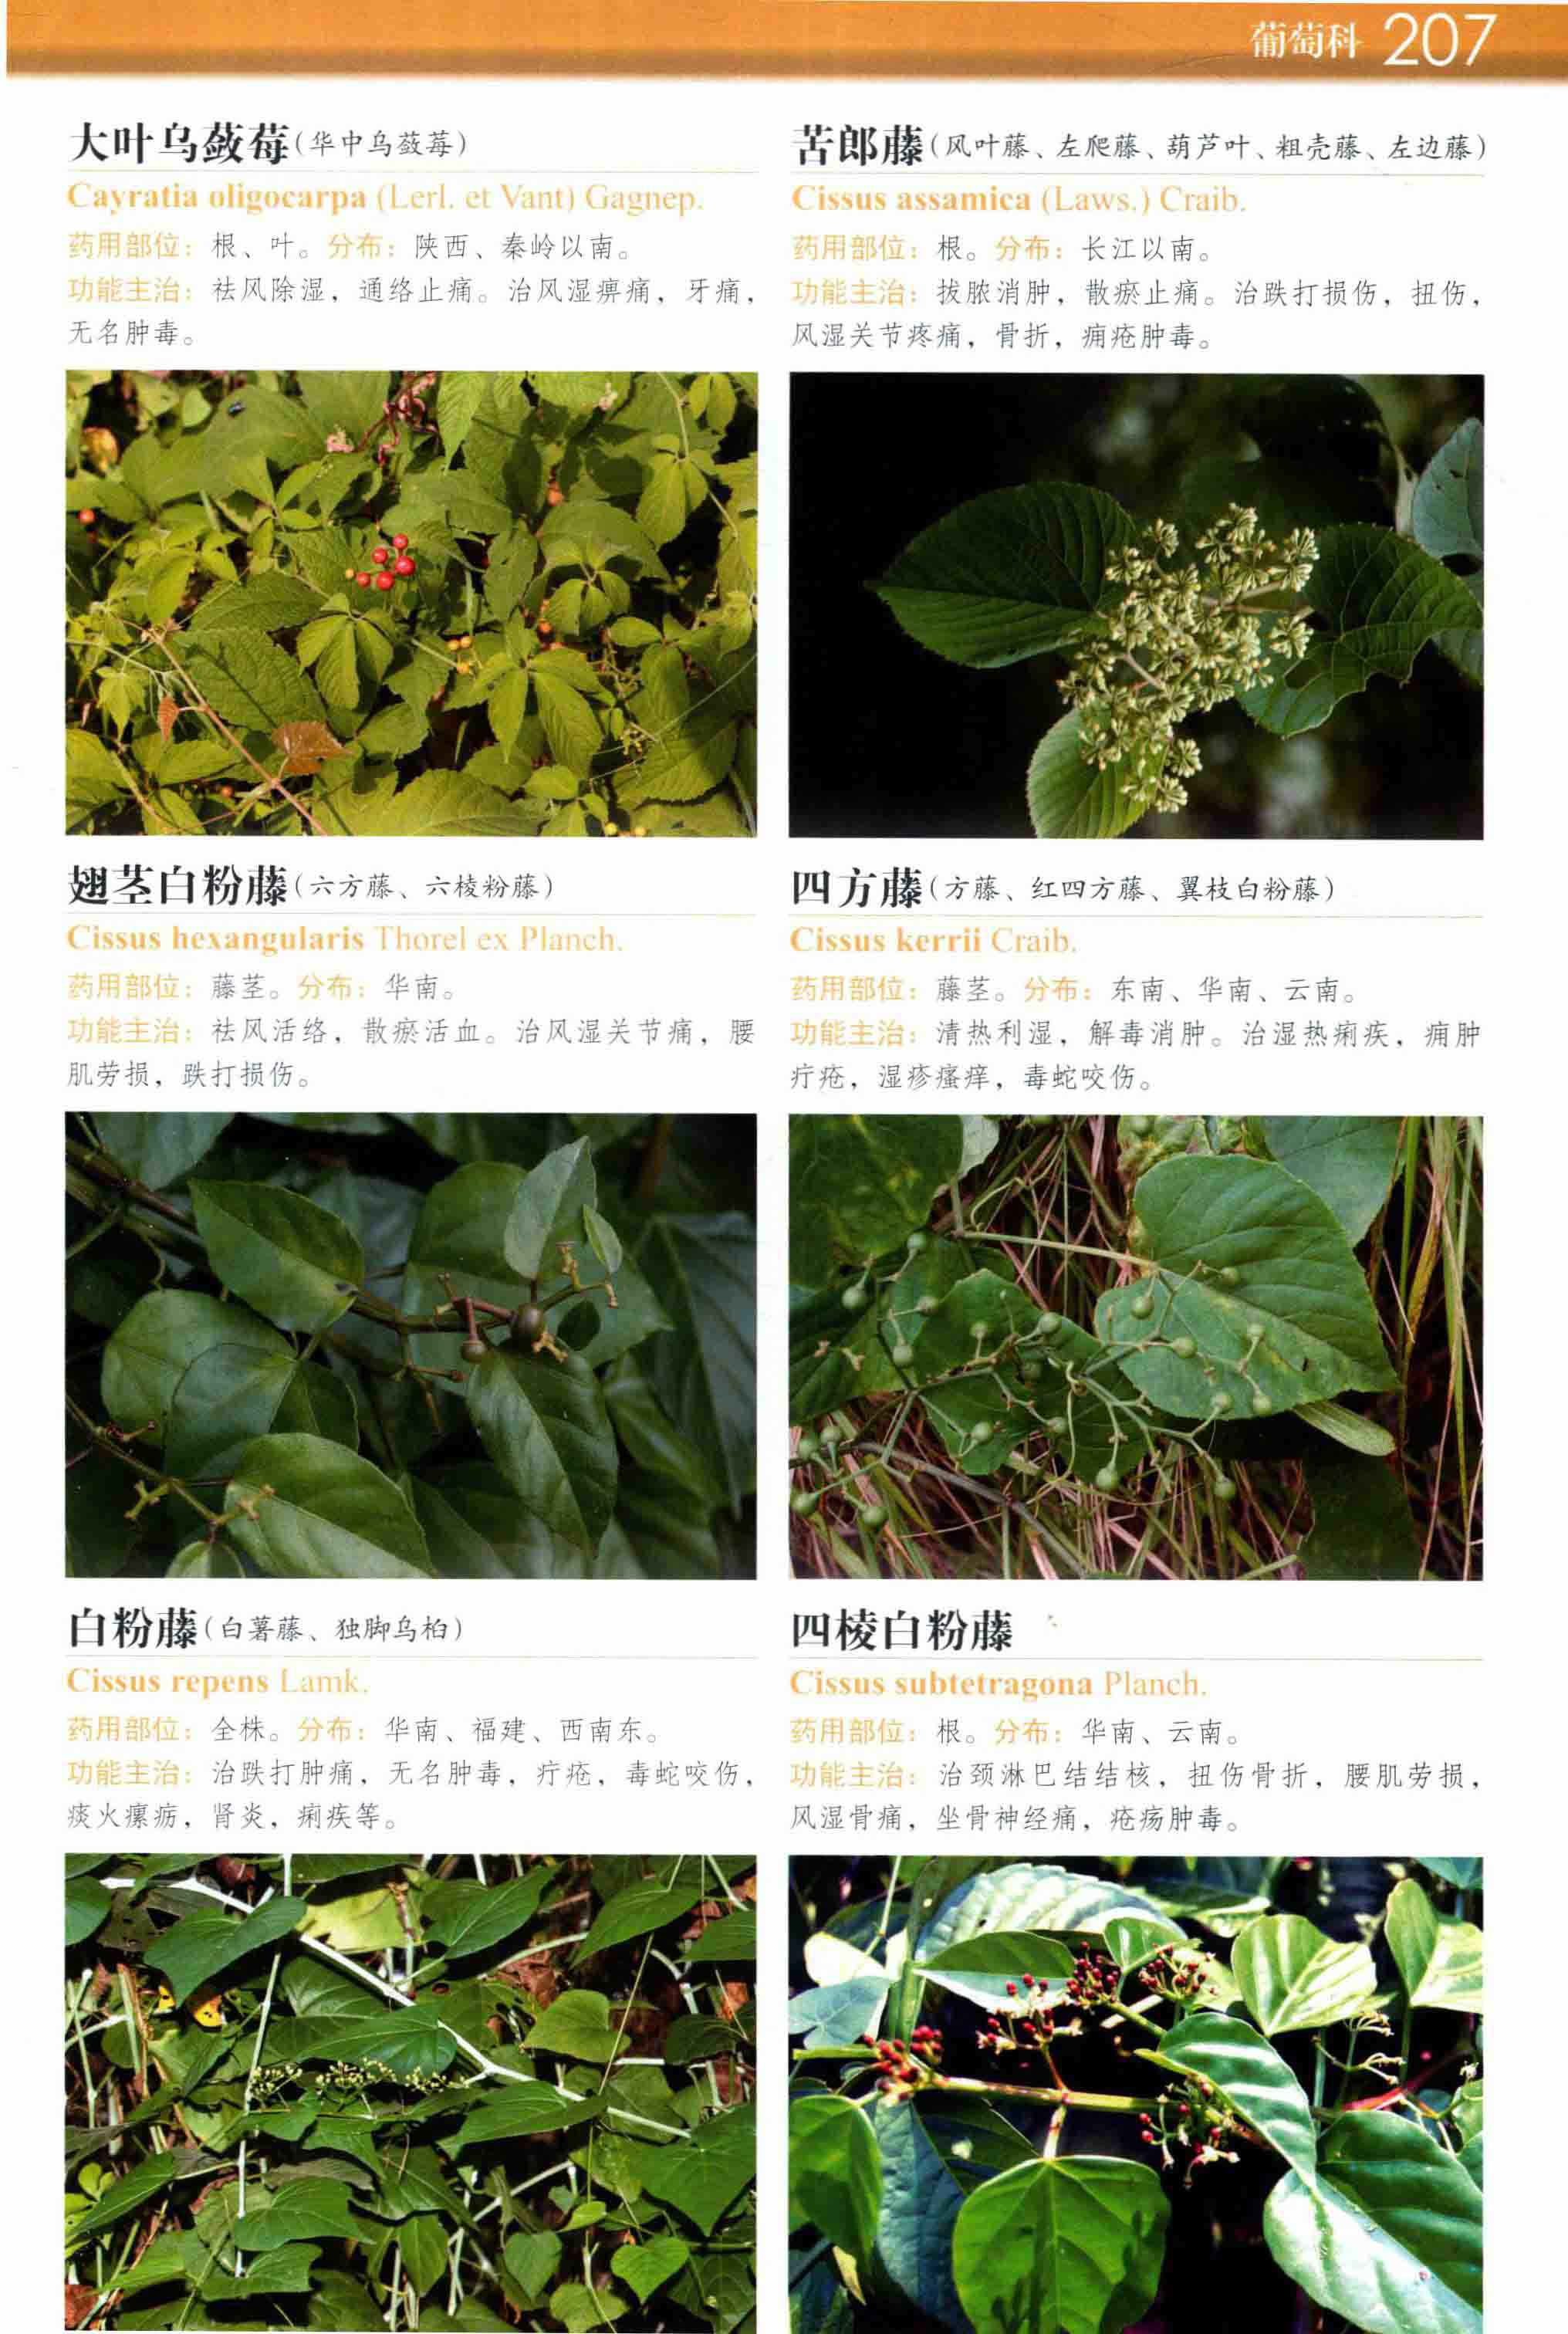 葡萄科 207
大叶乌蔹莓(华中乌蔹莓)
Cayratia oligocarpa (Lerl. et Vant) Gagnep.
药用部位：根、叶。分布：陕西、秦岭以南。
功能主治：祛风除湿，通络止痛。治风湿痹痛，牙痛，
无名肿毒。
翅茎白粉藤(六方藤、六棱粉藤)
Cissus hexangularis Thorel ex Planch.
药用部位：藤茎。分布：华南。
功能主治：祛风活络，散瘀活血。治风湿关节痛，腰
肌劳损，跌打损伤。
白粉藤(白薯藤、独脚乌桕)
Cissus repens Lamk.
药用部位：全株。分布：华南、福建、西南东。
功能主治：治跌打肿痛，无名肿毒，疔疮，毒蛇咬伤，
痰火瘰疬，肾炎，痢疾等。
苦郎藤(风叶藤、左爬藤、葫芦叶、粗壳藤、左边藤)
Cissus assamica (Laws.) Craib.
药用部位：根。分布：长江以南。
功能主治：拔脓消肿，散瘀止痛。治跌打损伤，扭伤，
风湿关节疼痛，骨折，痈疮肿毒。
四方藤(方藤、红四方藤、翼枝白粉藤)
Cissus kerrii Craib.
药用部位：藤茎。分布：东南、华南、云南。
功能主治：清热利湿，解毒消肿。治湿热痢疾，痈肿
疔疮，湿疹瘙痒，毒蛇咬伤。
四棱白粉藤
Cissus subtetragona Planch.
药用部位：根。分布：华南、云南。
功能主治：治颈淋巴结结核，扭伤骨折，腰肌劳损，
风湿骨痛，坐骨神经痛，疮疡肿毒。